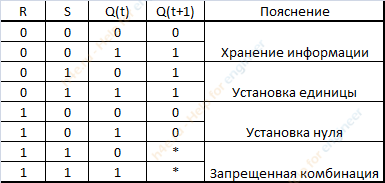 R S Q(t) Q(t+1) Пояснение
0 0 0 0
0 0 1 1 Хранение информации
0 1 0 1
0 1 1 1 Установка единицы
1 0 0 0
1 0 1 0 Установка нуля
1 1 0 *
1 1 1 * Запрещенная комбинация